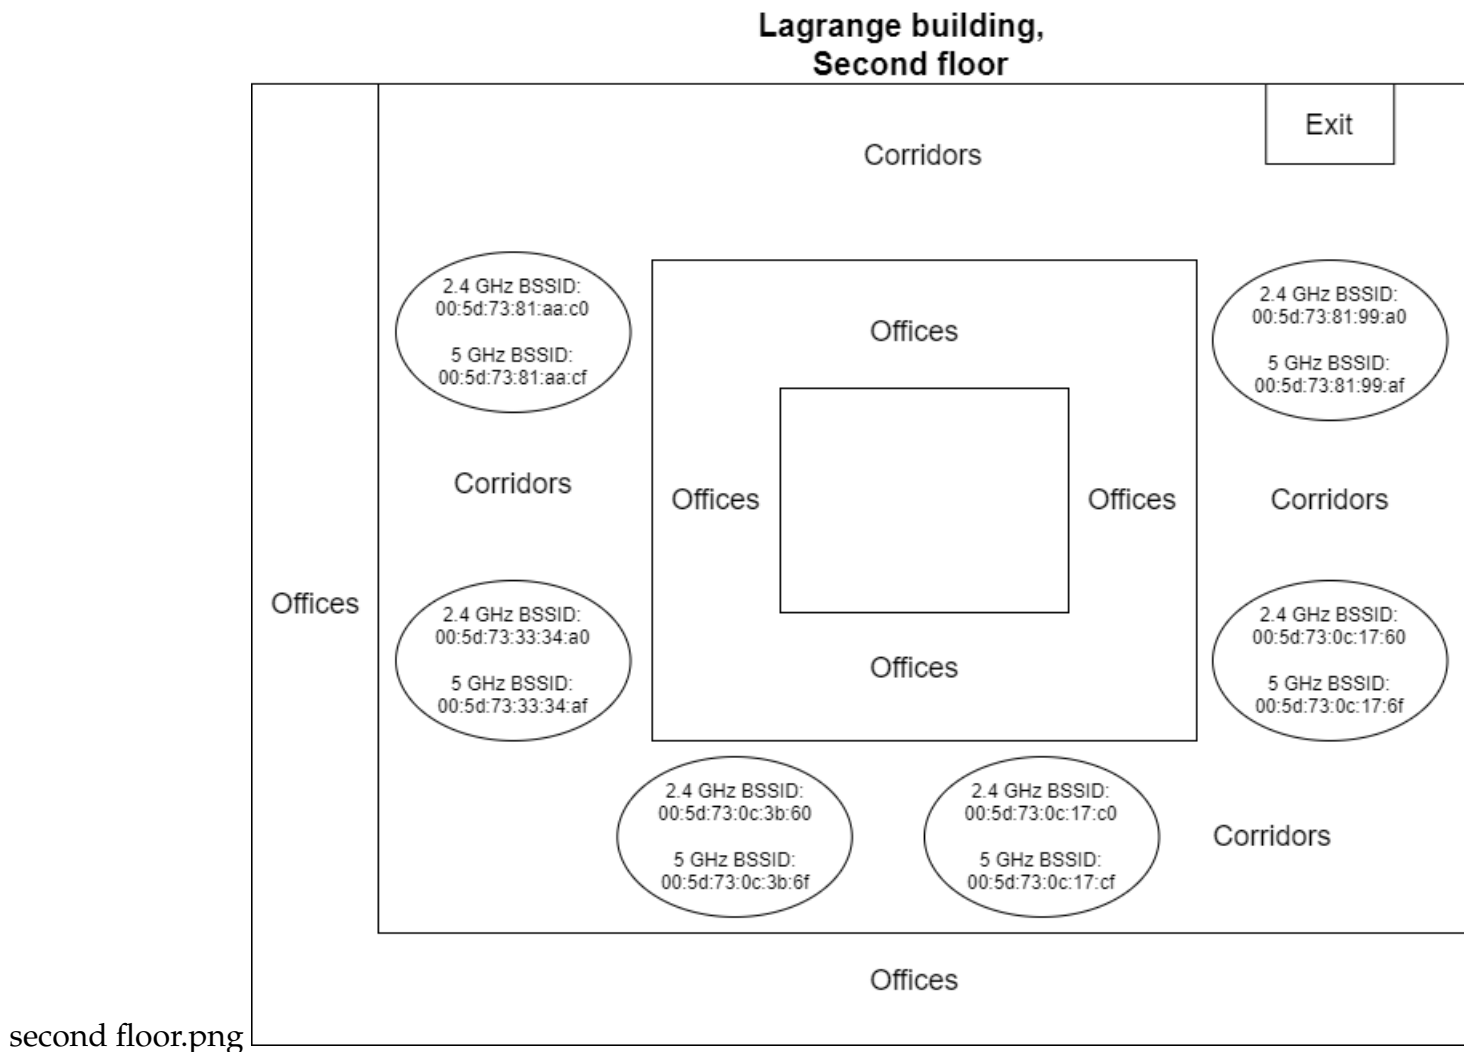 Lagrange building,
Second floor
Exit
Corridors
2.4 GHz BSSID:
00:5d:73:81:aa:c0
5 GHz BSSID:
00:5d:73:81:aa:cf
Offices
2.4 GHz BSSID:
00:5d:73:81:99:a0
5 GHz BSSID:
00:5d:73:81:99:af
Corridors
Offices
Offices
Corridors
Offices
2.4 GHz BSSID:
00:5d:73:33:34:a0
5 GHz BSSID:
00:5d:73:33:34:af
Offices
2.4 GHz BSSID:
00:5d:73:0c:17:60
5 GHz BSSID:
00:5d:73:0c:17:6f
2.4 GHz BSSID:
00:5d:73:0c:3b:60
5 GHz BSSID:
00:5d:73:0c:3b:6f
2.4 GHz BSSID:
00:5d:73:0c:17:c0
5 GHz BSSID:
00:5d:73:0c:17:cf
Corridors
Offices
second floor.png